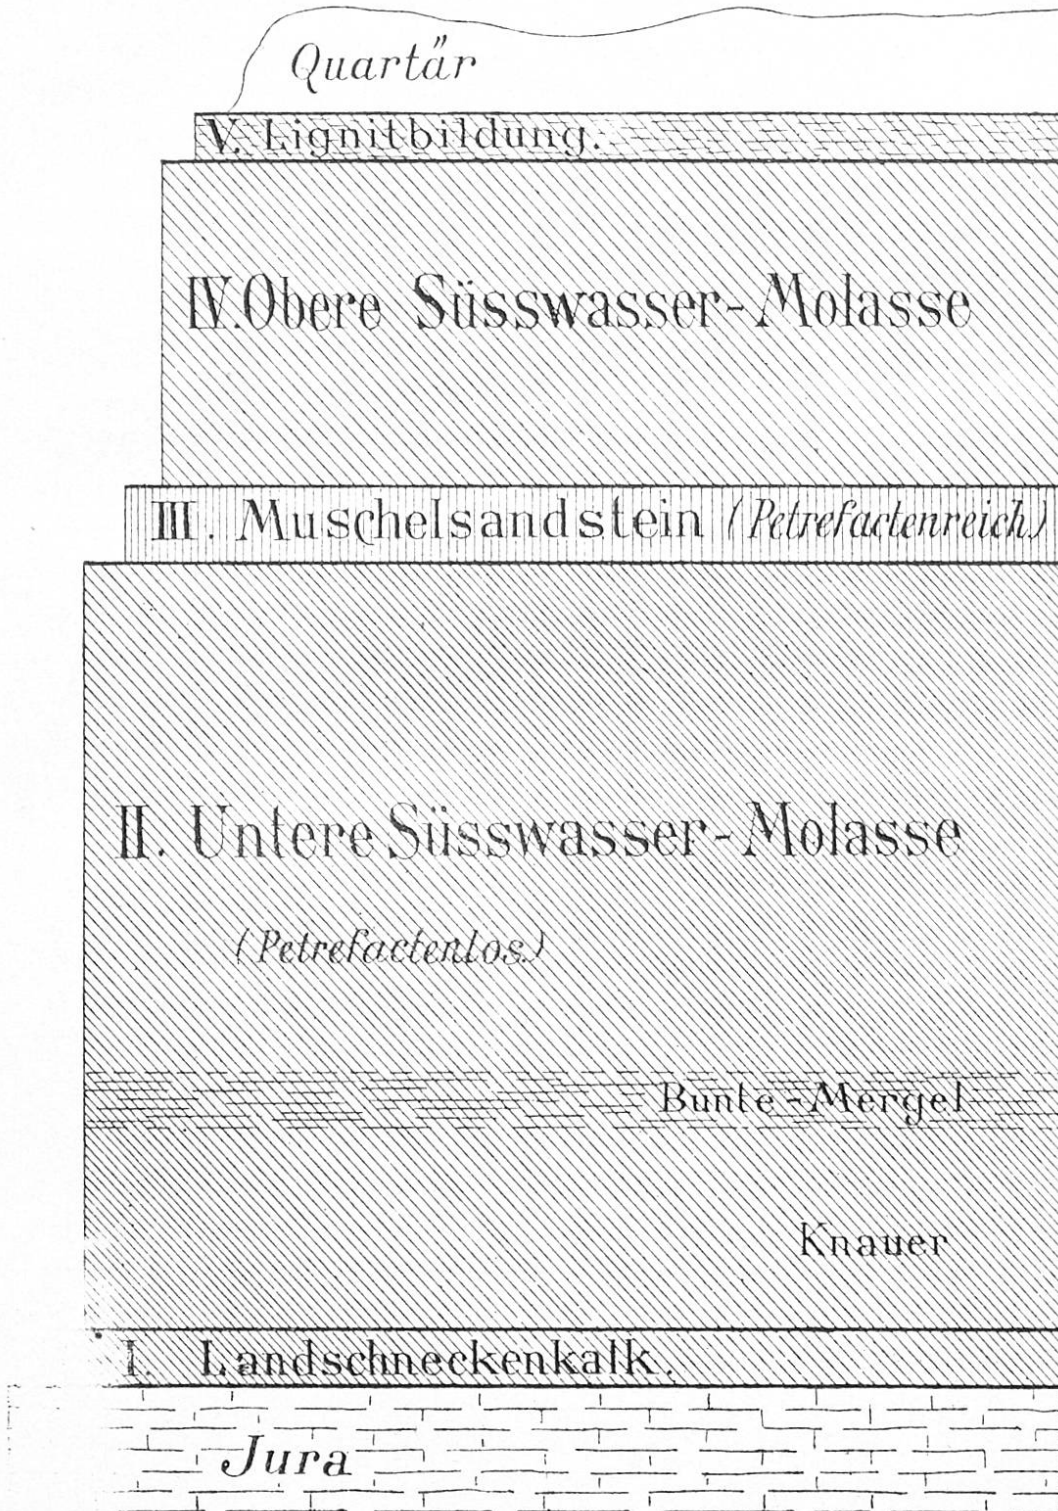 Quartär
V. Lignitbildung.
IV. Obere Süsswasser-Molasse
III. Muschelsandstein (Petrefactenreich)
II. Untere Süsswasser-Molasse
(Petrefactenlos.)
Bunte-Mergel
Knauer
I. Landschneckenkalk.
Jura